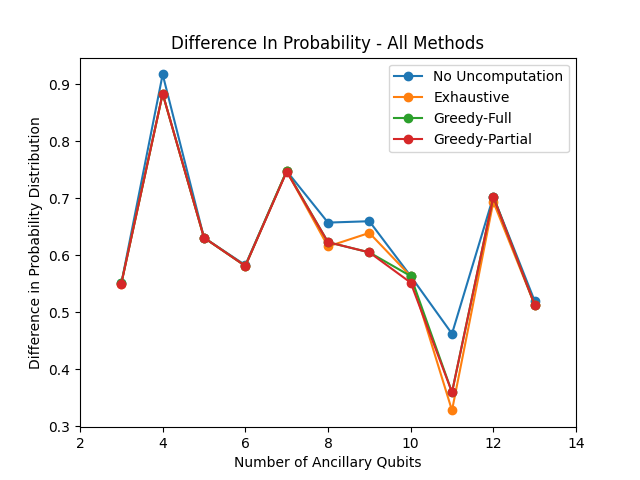 Difference In Probability - All Methods
No Uncomputation
Exhaustive
Greedy-Full
Greedy-Partial
Difference in Probability Distribution
0.9
0.8
0.7
0.6
0.5
0.4
0.3
2 4 6 8 10 12 14
Number of Ancillary Qubits